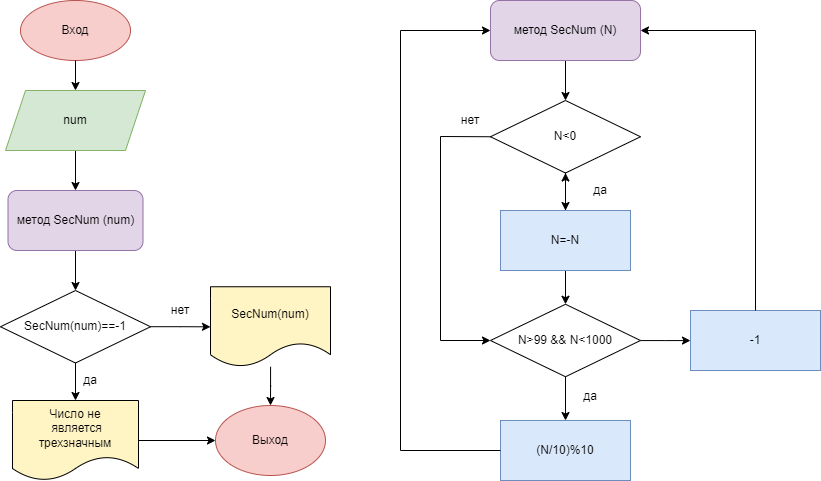 Вход
num
метод SecNum (num)
SecNum(num)==-1
нет
SecNum(num)
да
Число не
является
трехзначным
Выход
метод SecNum (N)
нет
N<0
да
N=-N
N>99 && N<1000
-1
да
(N/10)%10